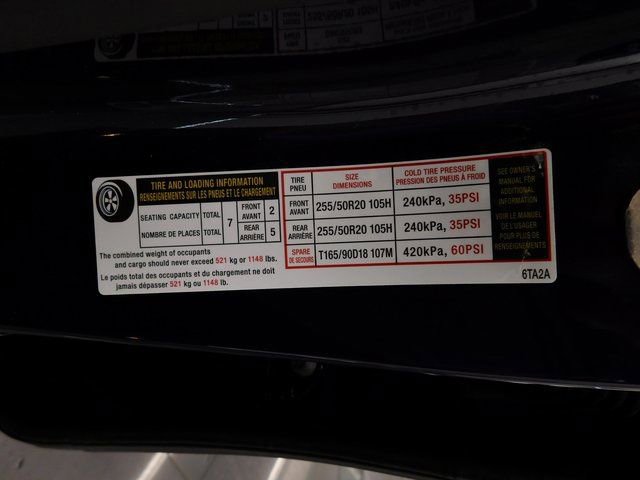 TIRE AND LOADING INFORMATION
RENSEIGNEMENTS SUR LES PNEUS ET LE CHARGEMENT
SEATING CAPACITY TOTAL 7 FRONT AVANT 2
NOMBRE DE PLACES TOTAL REAR ARRIÈRE 5
The combined weight of occupants
and cargo should never exceed 521 kg or 1148 lbs.
Le poids total des occupants et du chargement ne doit
jamais dépasser 521 kg ou 1148 lb.
TIRE PNEU SIZE DIMENSIONS COLD TIRE PRESSURE PRESSION DES PNEUS À FROID
FRONT AVANT 255/50R20 105H 240kPa, 35PSI
REAR ARRIÈRE 255/50R20 105H 240kPa, 35PSI
SPARE DE SECOURS T165/90D18 107M 420kPa, 60PSI
SEE OWNER'S
MANUAL FOR
ADDITIONAL
INFORMATION
VOIR LE MANUEL
DE L'USAGER
POUR PLUS DE
RENSEIGNEMENTS
6TA2A